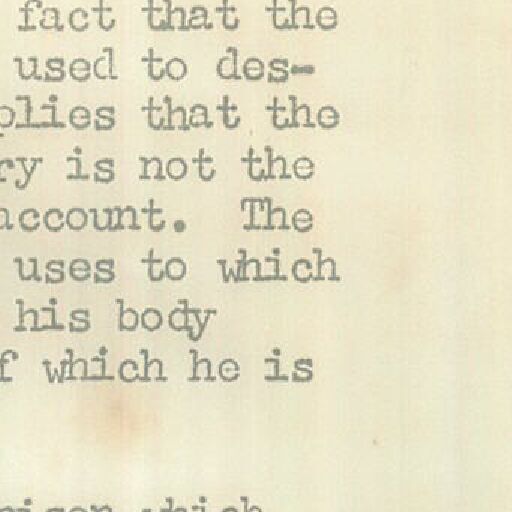 fact that the
used to des-
plies that the
ry is not the
account. The
uses to which
his body
f which he is
which